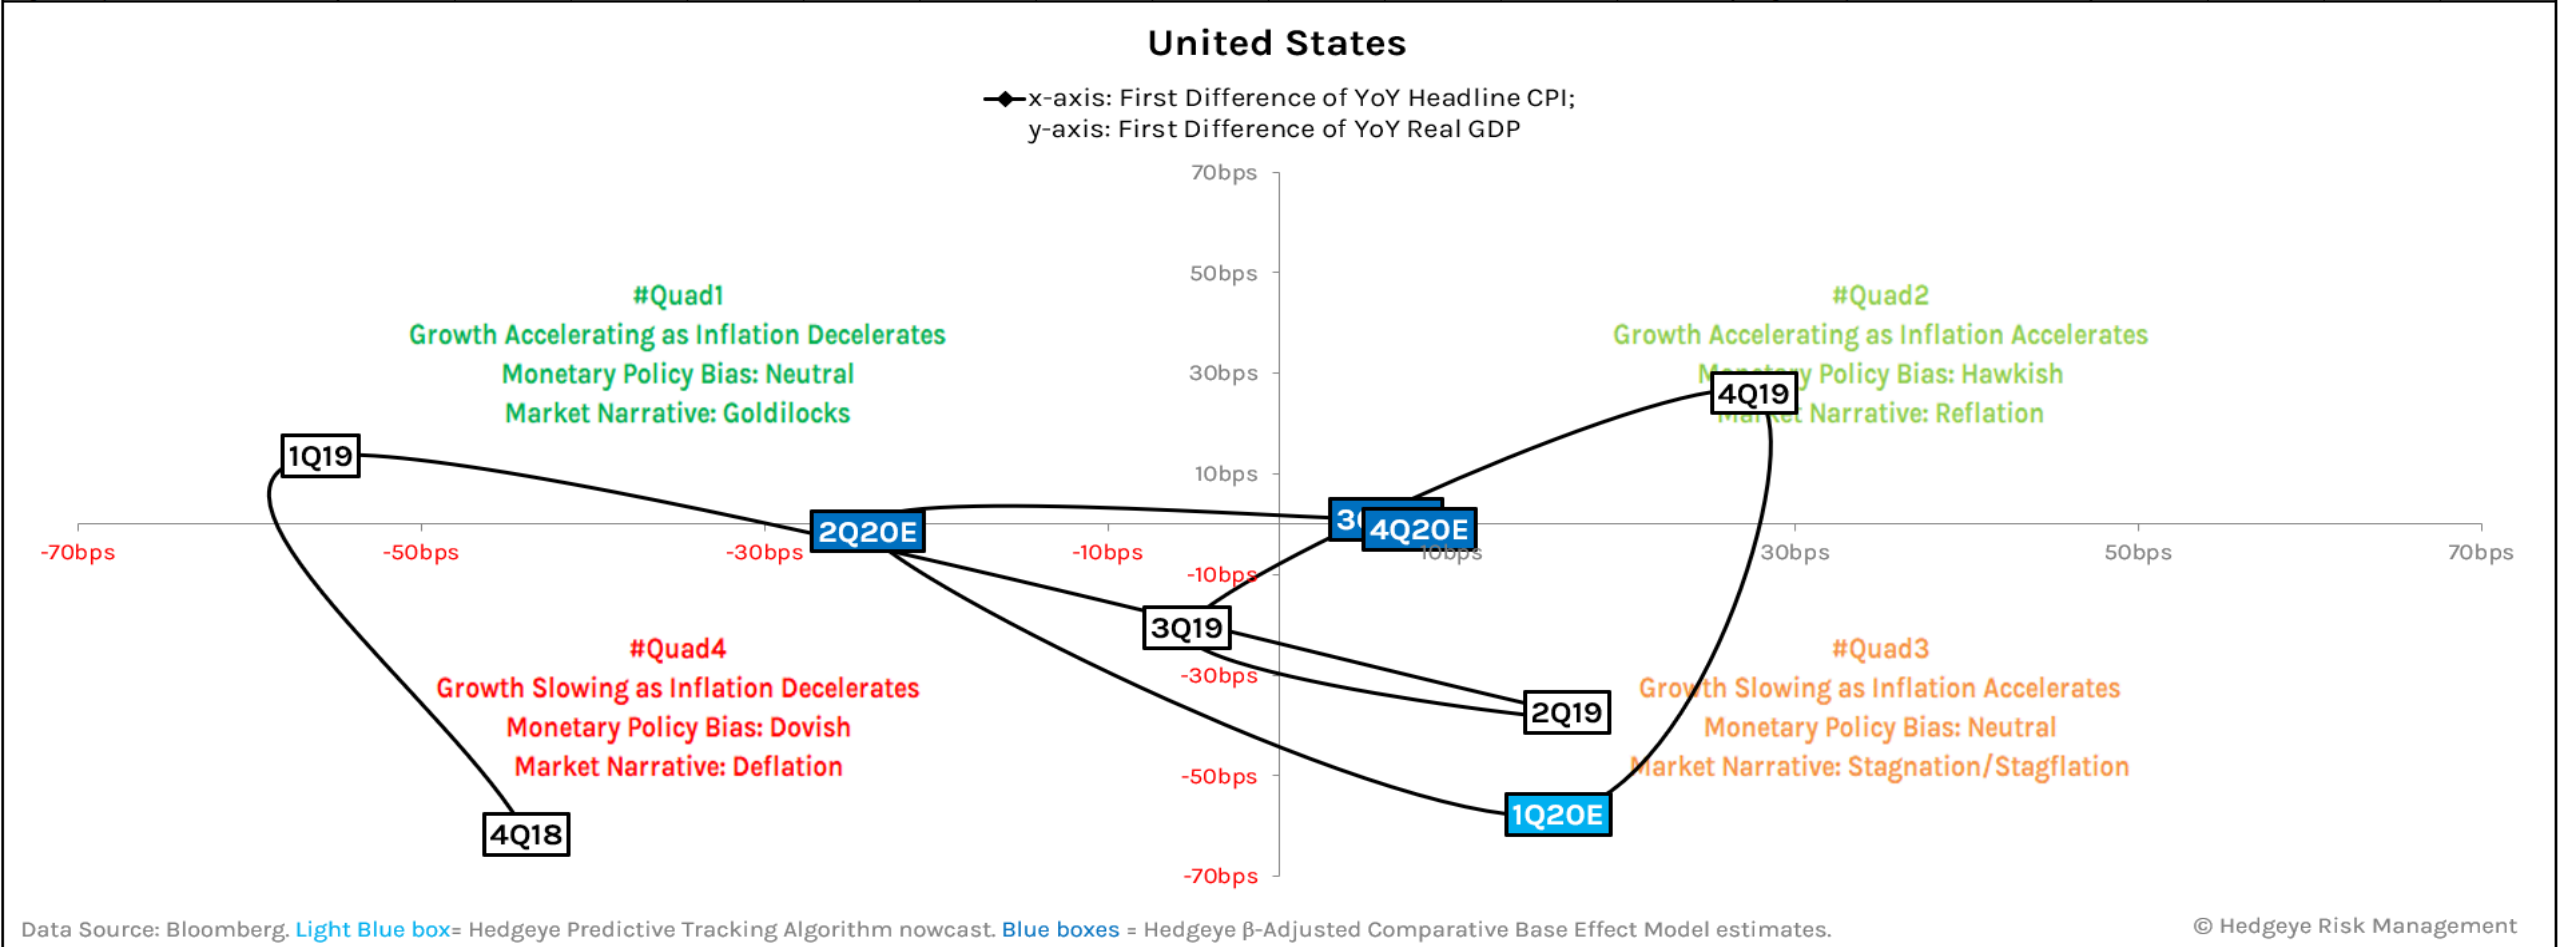 United States
x-axis: First Difference of YoY Headline CPI;
y-axis: First Difference of YoY Real GDP
70bps
50bps
30bps
10bps
-10bps
-30bps
-50bps
-70bps
-70bps
-50bps
-30bps
-10bps
10bps
30bps
50bps
70bps
#Quad1
Growth Accelerating as Inflation Decelerates
Monetary Policy Bias: Neutral
Market Narrative: Goldilocks
#Quad2
Growth Accelerating as Inflation Accelerates
Monetary Policy Bias: Hawkish
Market Narrative: Reflation
4Q19
1Q19
2Q20E
4Q20E
3Q19
2Q19
1Q20E
4Q18
#Quad4
Growth Slowing as Inflation Decelerates
Monetary Policy Bias: Dovish
Market Narrative: Deflation
#Quad3
Growth Slowing as Inflation Accelerates
Monetary Policy Bias: Neutral
Market Narrative: Stagnation/Stagflation
Data Source: Bloomberg. Light Blue box= Hedgeye Predictive Tracking Algorithm nowcast. Blue boxes = Hedgeye β-Adjusted Comparative Base Effect Model estimates.
© Hedgeye Risk Management